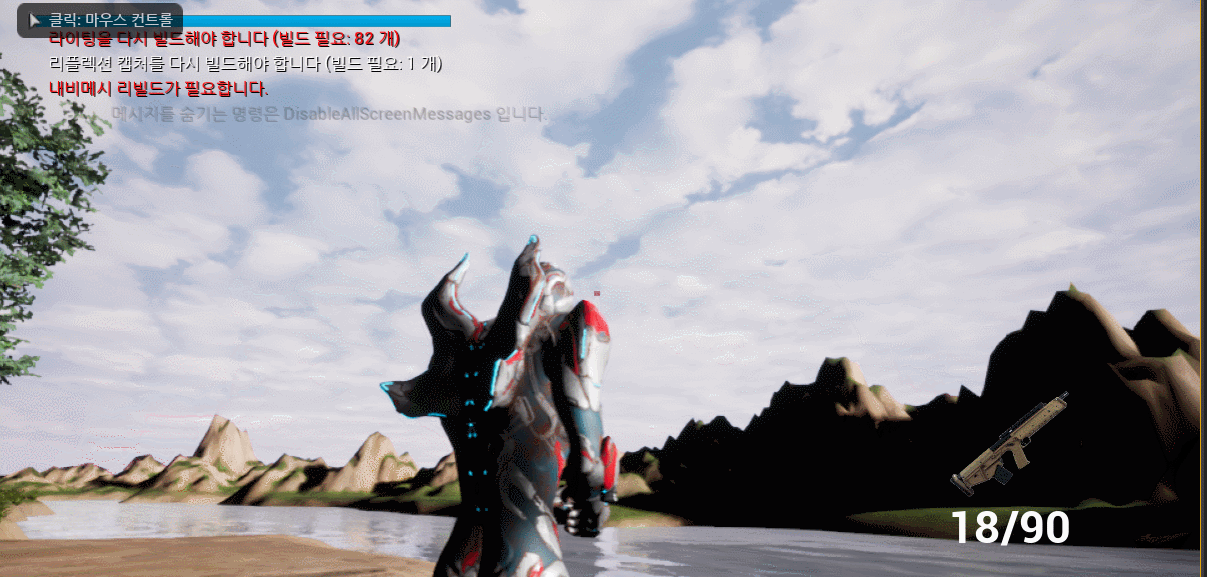 클릭: 마우스 컨트롤
라이팅을 다시 빌드해야 합니다 (빌드 필요: 82 개)
리플렉션 캡처를 다시 빌드해야 합니다 (빌드 필요: 1 개)
내비메시 리빌드가 필요합니다.
메시지를 숨기는 명령은 DisableAllScreenMessages 입니다.
18/90